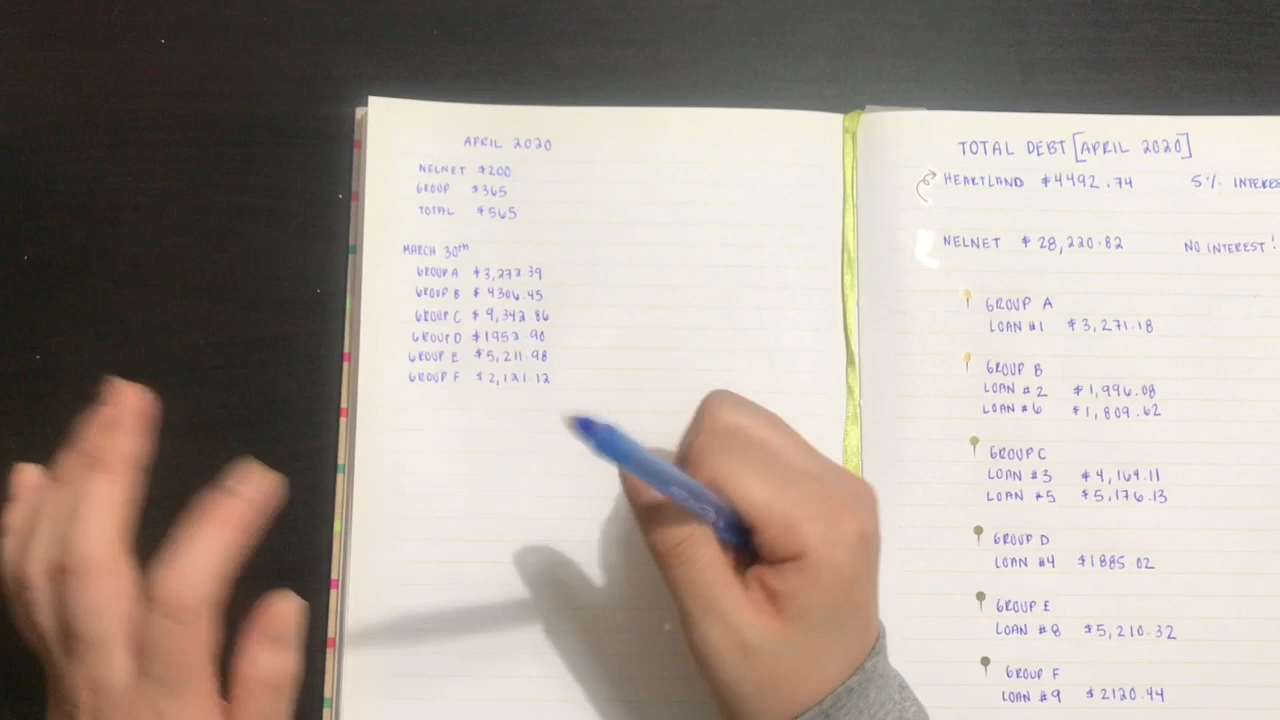 APRIL 2020
NELNET $200
GROUP $365
TOTAL $565
MARCH 30th
GROUP A $3,272.39
GROUP B $4306.45
GROUP C $9,342.86
GROUP D $1952.90
GROUP E $5,211.98
GROUP F $2,121.12
TOTAL DEBT [APRIL 2020]
HEARTLAND $4492.74 5% INTERES
NELNET $28,220.82 NO INTEREST!
GROUP A
LOAN #1 $3,271.18
GROUP B
LOAN #2 $1,996.08
LOAN #6 $1,809.62
GROUP C
LOAN #3 $4,164.11
LOAN #5 $5,176.13
GROUP D
LOAN #4 $1885.02
GROUP E
LOAN #8 $5,210.32
GROUP F
LOAN #9 $2120.44